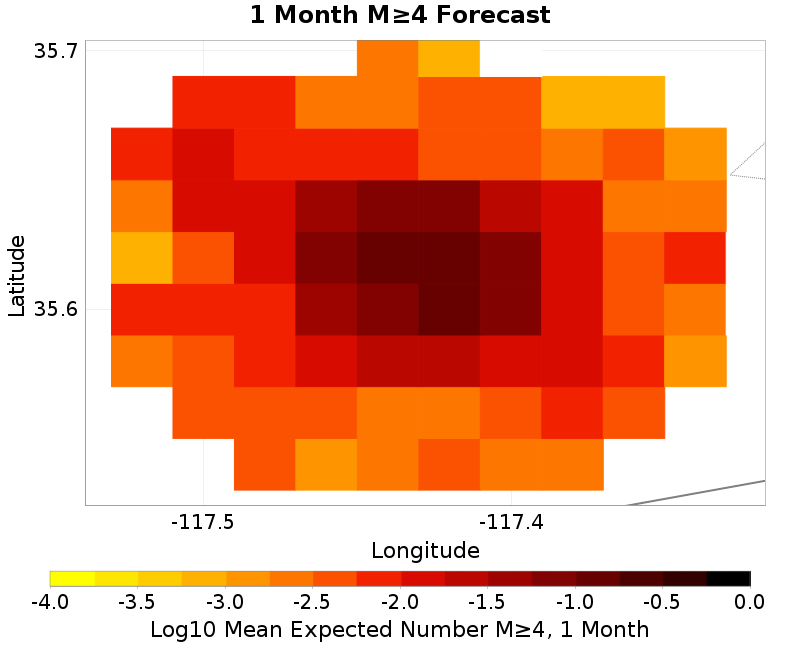 1 Month M≥4 Forecast
35.7
35.6
Latitude
-117.5 -117.4
Longitude
-4.0 -3.5 -3.0 -2.5 -2.0 -1.5 -1.0 -0.5 0.0
Log10 Mean Expected Number M≥4, 1 Month